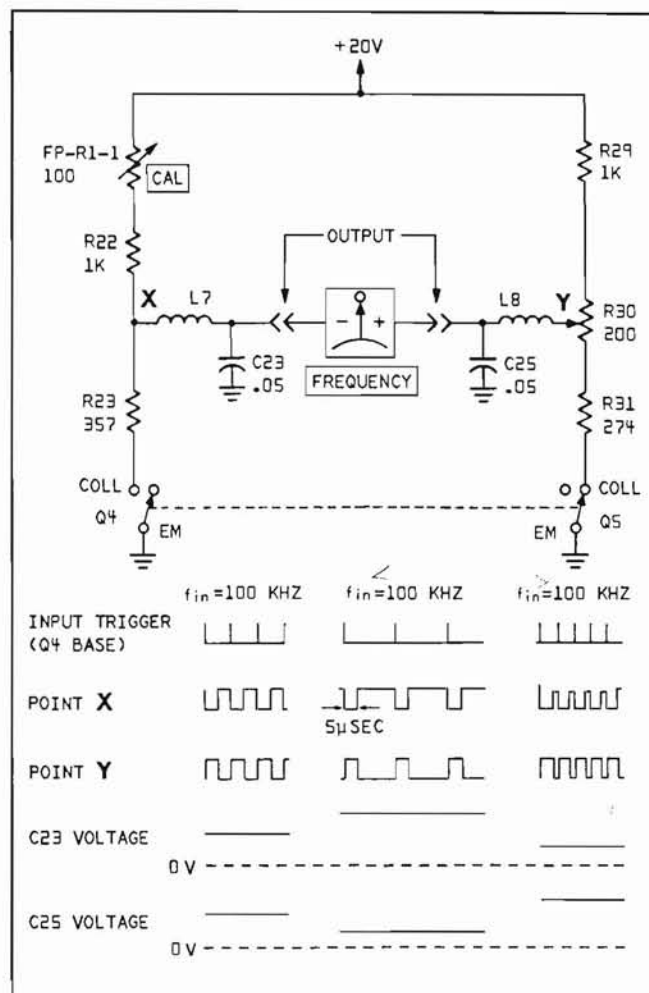 +20V
FP-R1-1
100
CAL
R29
1K
R22
1K
OUTPUT
X
L7
L8
Y
R30
200
- +
C23
.05
C25
.05
FREQUENCY
R23
357
R31
274
COLL
COLL
Q4
EM
EM
Q5
fin=100 KHZ
fin<=100 KHZ
fin>=100 KHZ
INPUT TRIGGER
(Q4 BASE)
POINT X
5µSEC
POINT Y
C23 VOLTAGE
0V
C25 VOLTAGE
0V